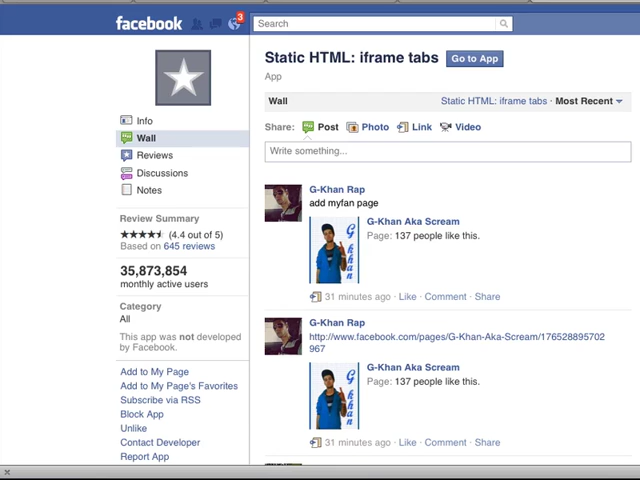 facebook
3
Search
Static HTML: iframe tabs
Go to App
App
Wall
Static HTML: iframe tabs · Most Recent
Share: Post Photo Link Video
Write something...
Info
Wall
Reviews
Discussions
Notes
Review Summary
(4.4 out of 5)
Based on 645 reviews
35,873,854
monthly active users
Category
All
This app was not developed
by Facebook.
Add to My Page
Add to My Page's Favorites
Subscribe via RSS
Block App
Unlike
Contact Developer
Report App
G-Khan Rap
add myfan page
G khan
G-Khan Aka Scream
Page: 137 people like this.
31 minutes ago · Like · Comment · Share
G-Khan Rap
http://www.facebook.com/pages/G-Khan-Aka-Scream/176528895702
967
G khan
G-Khan Aka Scream
Page: 137 people like this.
31 minutes ago · Like · Comment · Share